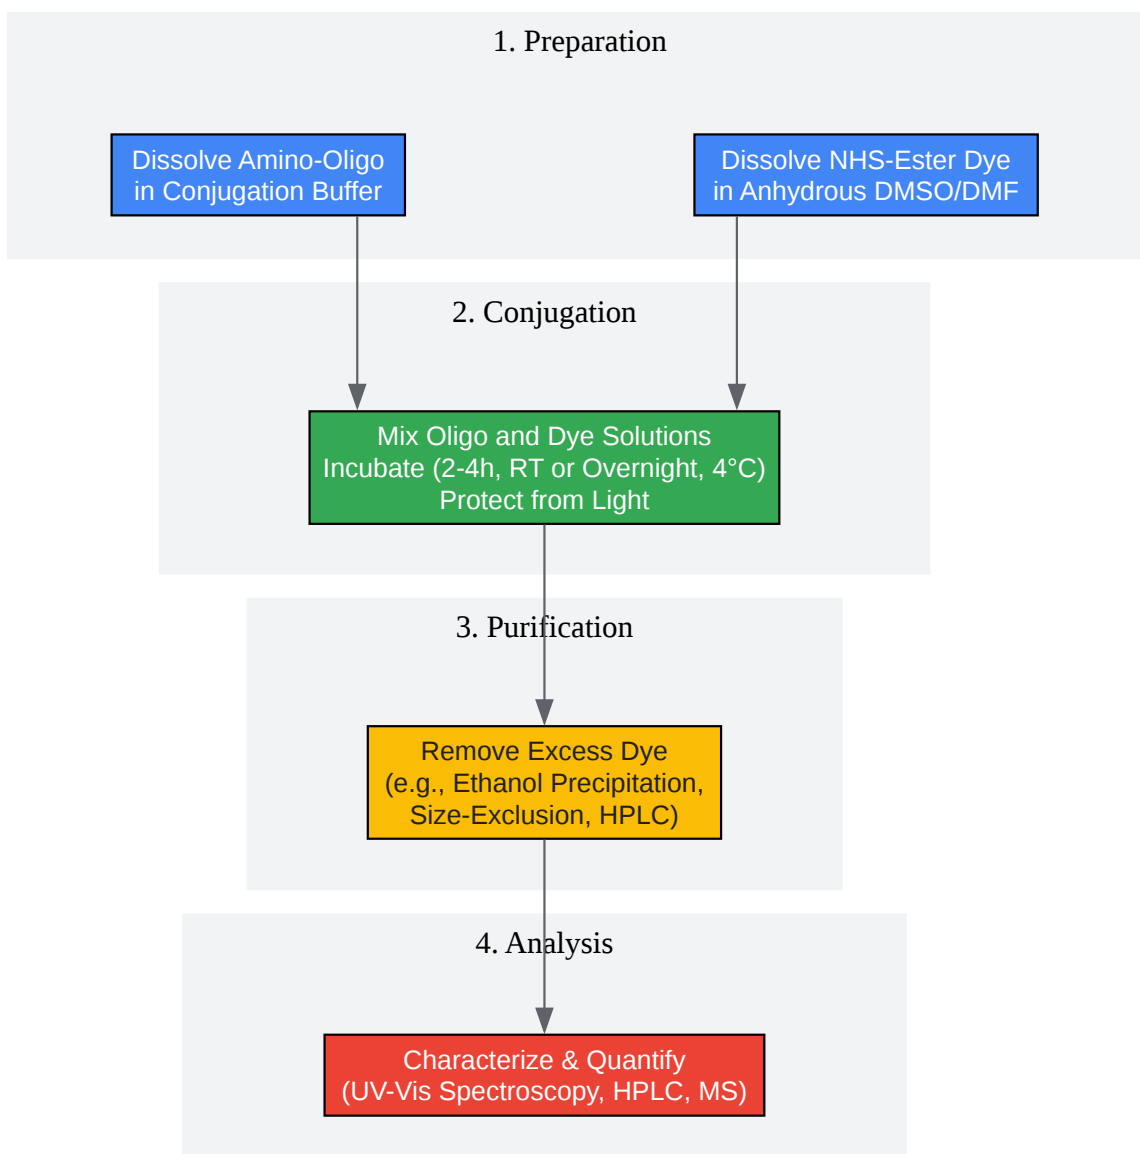 1. Preparation
Dissolve Amino-Oligo
in Conjugation Buffer
Dissolve NHS-Ester Dye
in Anhydrous DMSO/DMF
2. Conjugation
Mix Oligo and Dye Solutions
Incubate (2-4h, RT or Overnight, 4°C)
Protect from Light
3. Purification
Remove Excess Dye
(e.g., Ethanol Precipitation,
Size-Exclusion, HPLC)
4. Analysis
Characterize & Quantify
(UV-Vis Spectroscopy, HPLC, MS)